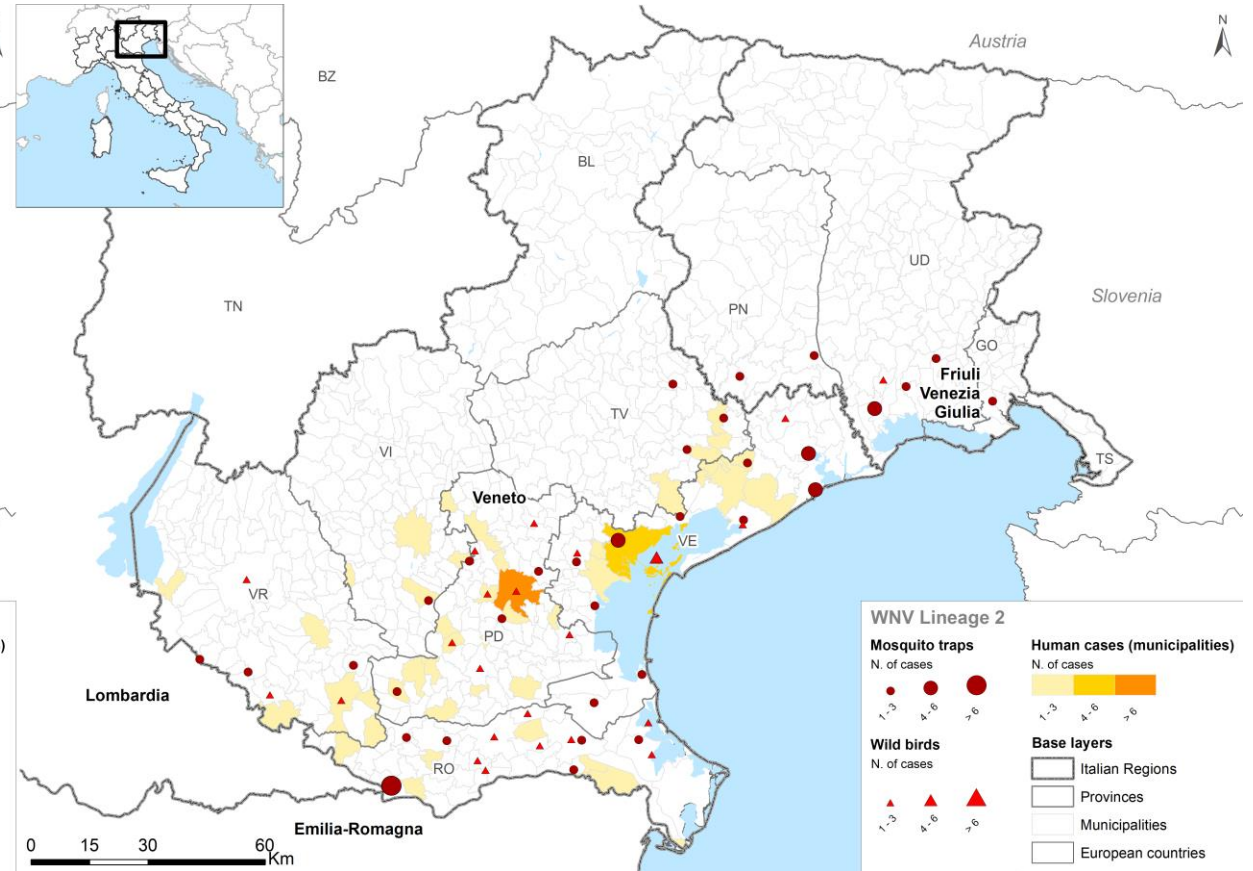 N
Austria
BZ
BL
UD
Slovenia
TN
PN
GO
Friuli
Venezia
Giulia
TV
TS
VI
Veneto
VE
VR
PD
Lombardia
RO
Emilia-Romagna
0 15 30 60
Km
)
WNV Lineage 2
Mosquito traps
N. of cases
1 - 3
4 - 6
> 6
Wild birds
N. of cases
1 - 3
4 - 6
> 6
Human cases (municipalities)
N. of cases
1 - 3
4 - 6
> 6
Base layers
Italian Regions
Provinces
Municipalities
European countries